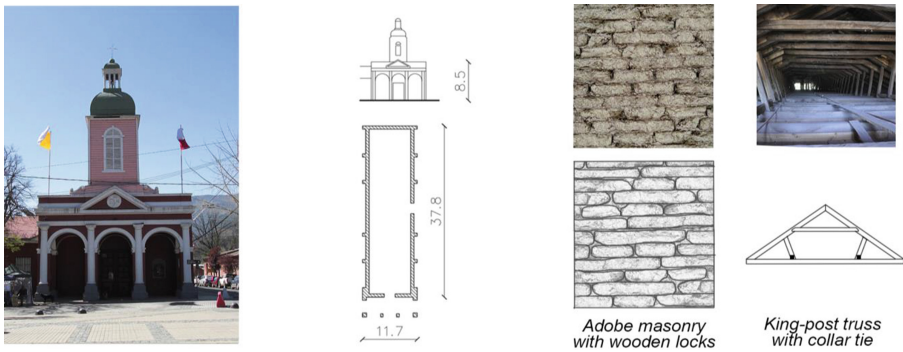 8.5
37.8
11.7
Adobe masonry
with wooden locks
King-post truss
with collar tie